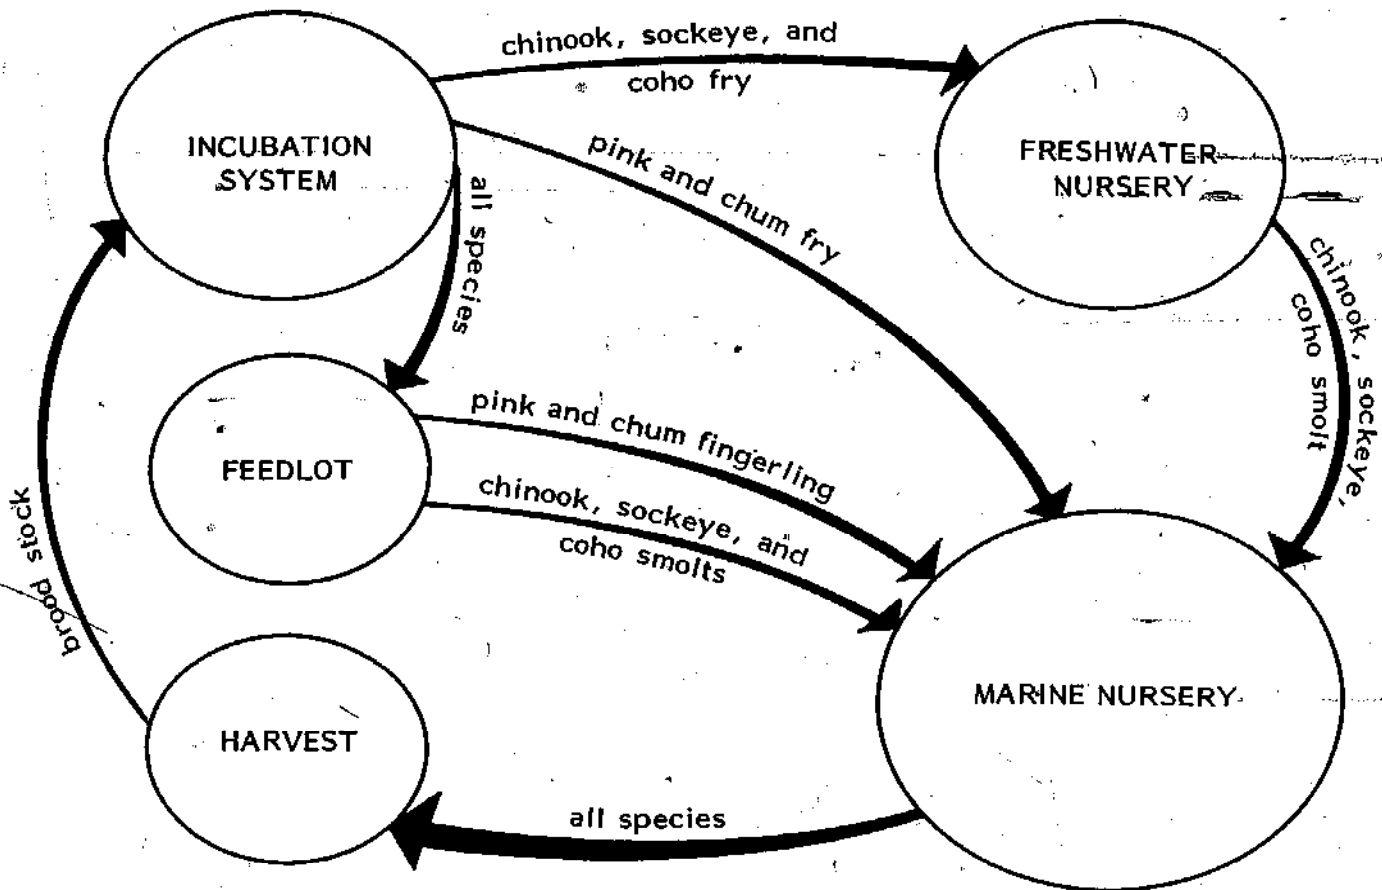 chinook, sockeye, and
coho fry
INCUBATION
SYSTEM
FRESHWATER
NURSERY
pink and chum fry
all species
chinook, sockeye,
coho smolt
FEEDLOT
pink and chum fingerling
chinook, sockeye, and
coho smolts
brood stock
HARVEST
MARINE NURSERY
all species